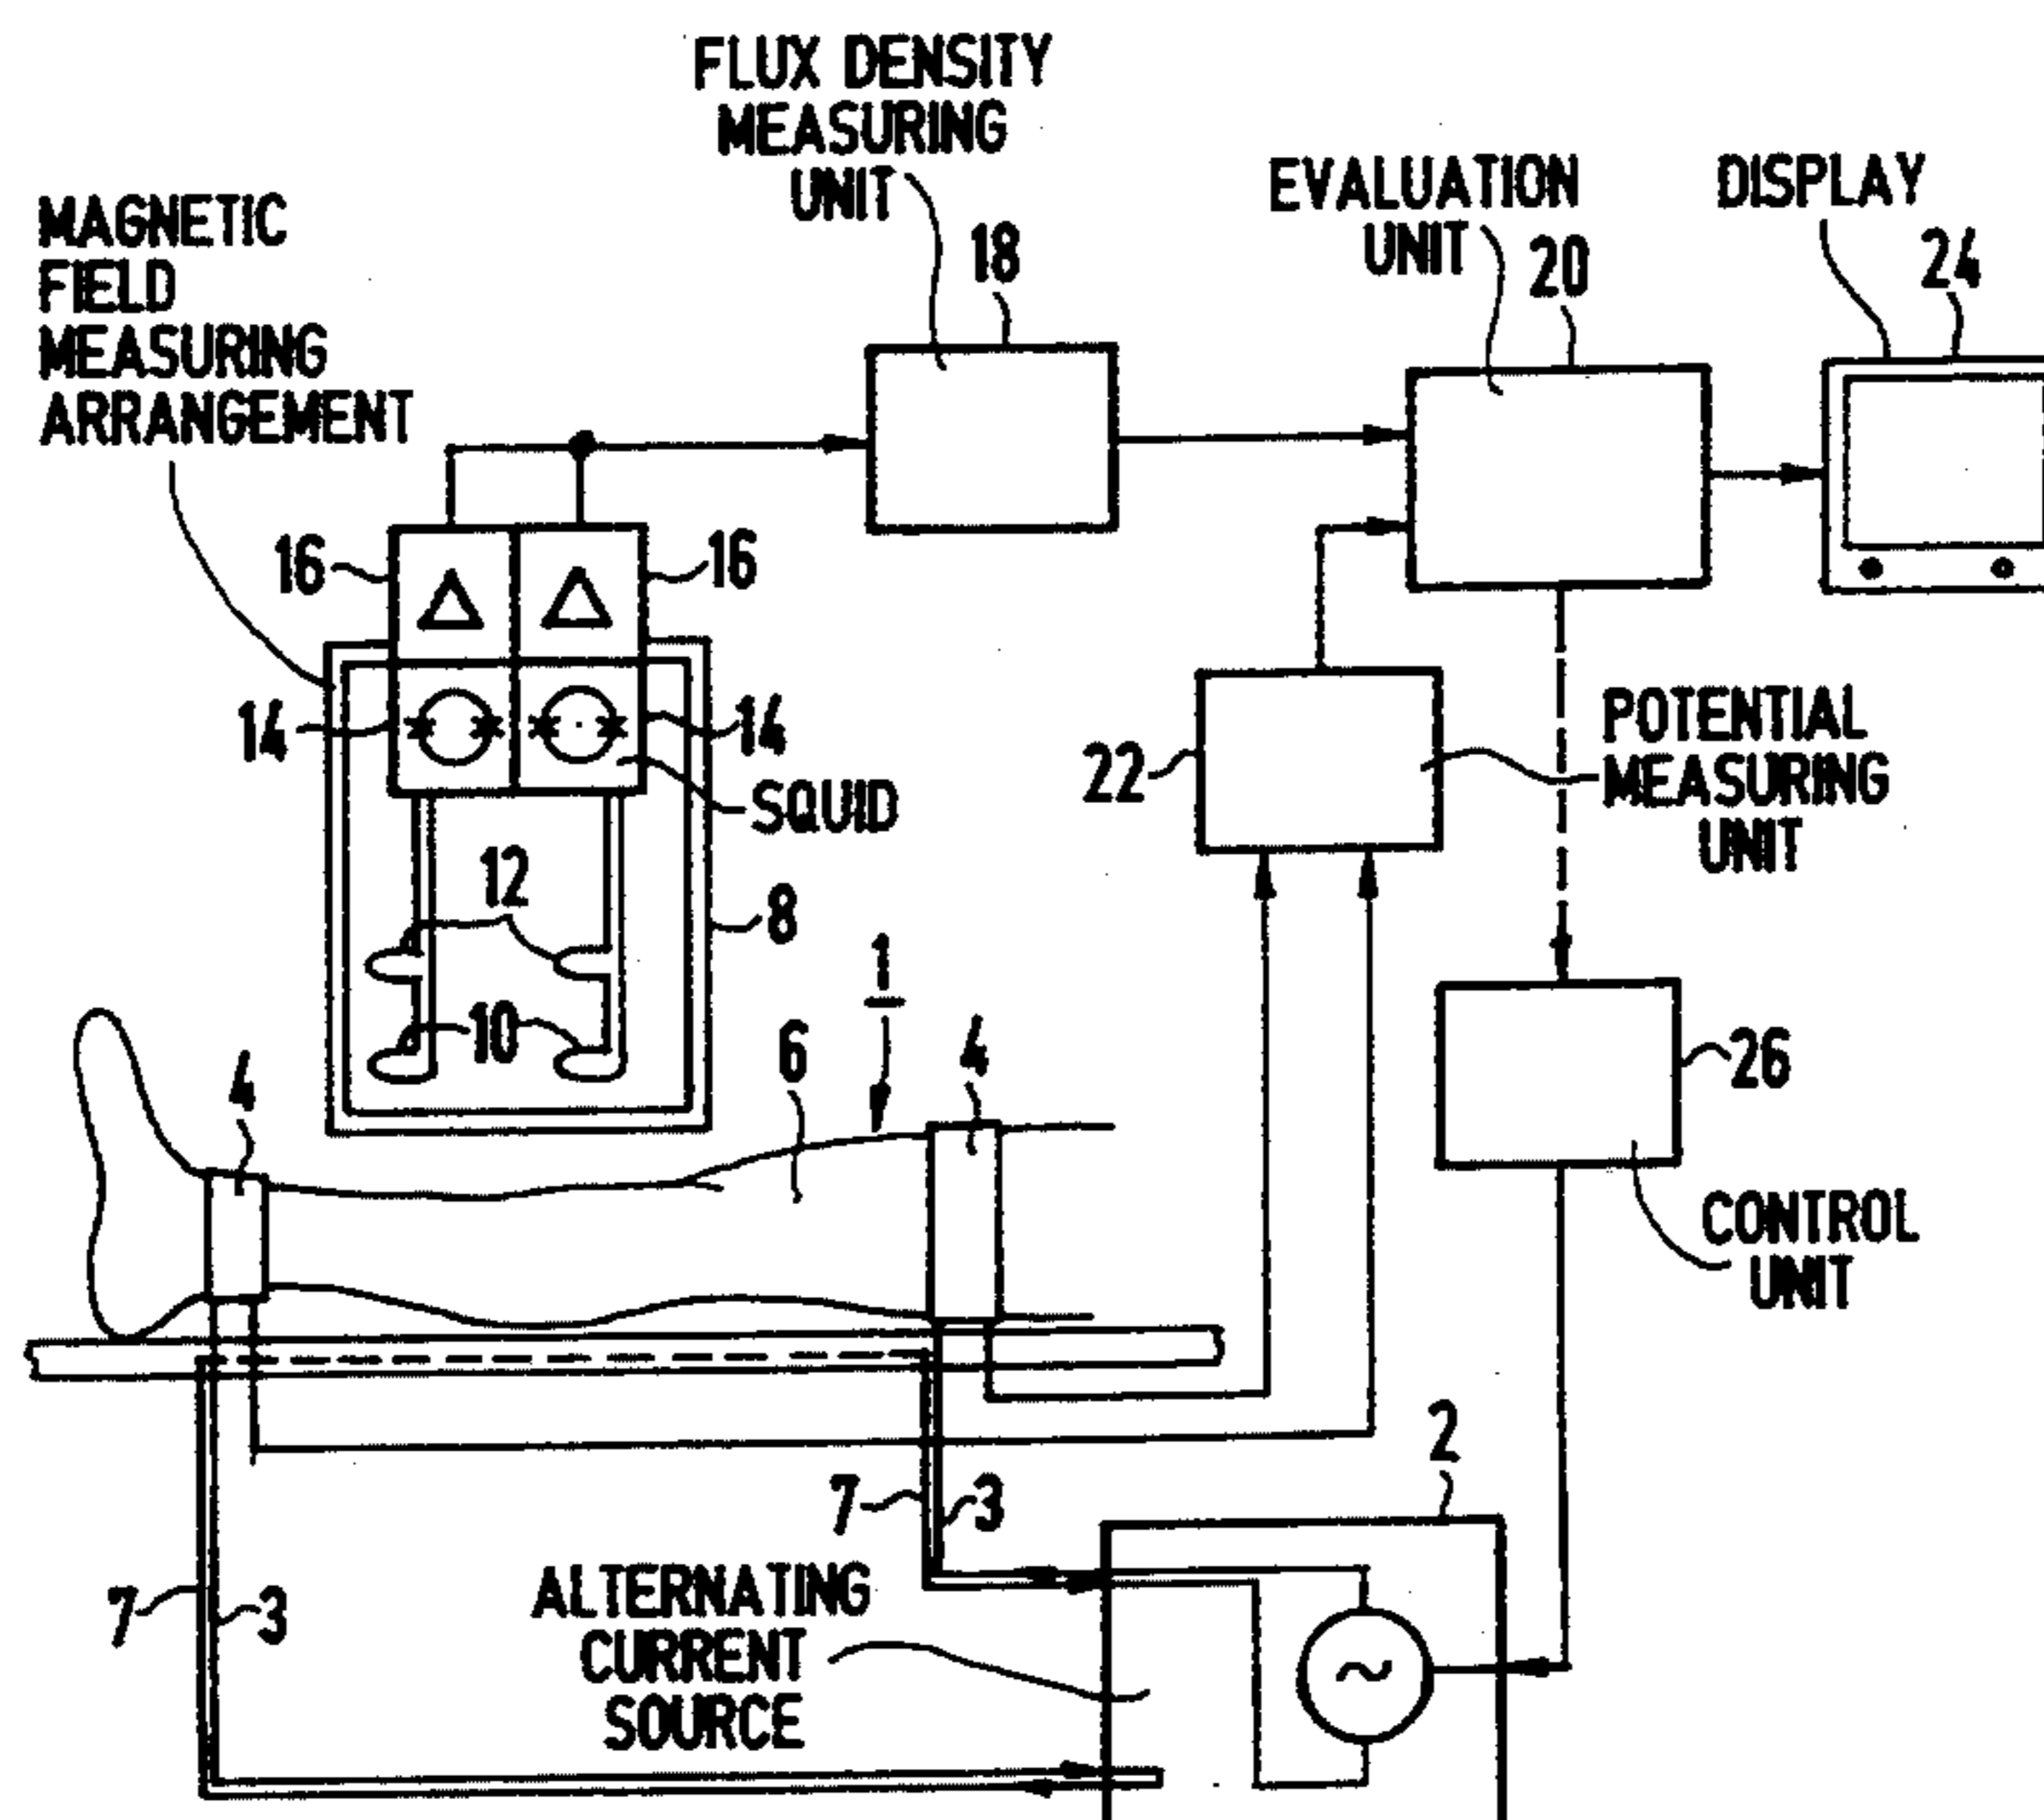 FLUX DENSITY
MEASURING
UNIT
18
EVALUATION
UNIT
20
DISPLAY
24
MAGNETIC
FIELD
MEASURING
ARRANGEMENT
16
16
14
14
SQUID
22
POTENTIAL
MEASURING
UNIT
12
8
10
1
6
4
4
26
CONTROL
UNIT
2
7
3
7
3
ALTERNATING
CURRENT
SOURCE
~